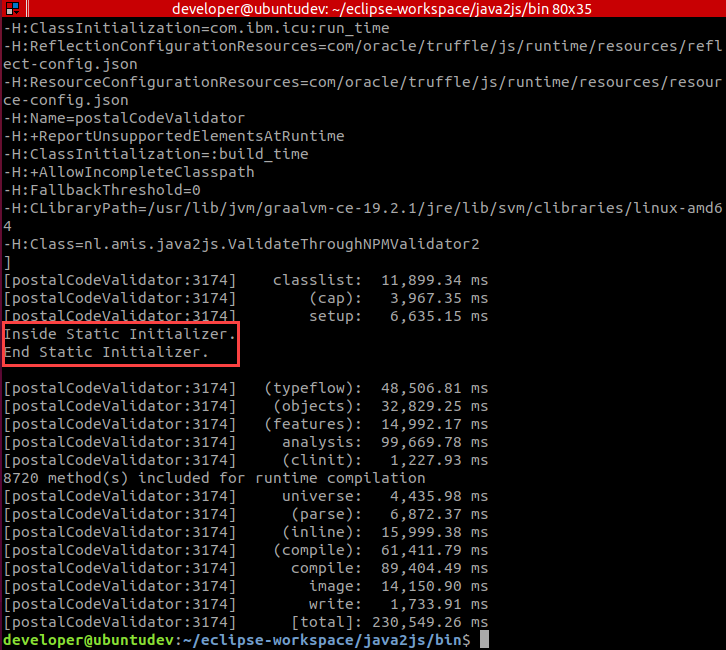 developer@ubuntudev: ~/eclipse-workspace/java2js/bin 80x35
-H:ClassInitialization=com.ibm.icu:run_time
-H:ReflectionConfigurationResources=com/oracle/truffle/js/runtime/resources/refl
ect-config.json
-H:ResourceConfigurationResources=com/oracle/truffle/js/runtime/resources/resour
ce-config.json
-H:Name=postalCodeValidator
-H:+ReportUnsupportedElementsAtRuntime
-H:ClassInitialization=:build_time
-H:+AllowIncompleteClasspath
-H:FallbackThreshold=0
-H:CLibraryPath=/usr/lib/jvm/graalvm-ce-19.2.1/jre/lib/svm/clibraries/linux-amd6
4
-H:Class=nl.amis.java2js.ValidateThroughNPMValidator2
]
[postalCodeValidator:3174]    classlist:  11,899.34 ms
[postalCodeValidator:3174]        (cap):   3,967.35 ms
[postalCodeValidator:3174]        setup:   6,635.15 ms
Inside Static Initializer.
End Static Initializer.
[postalCodeValidator:3174]   (typeflow):  48,506.81 ms
[postalCodeValidator:3174]    (objects):  32,829.25 ms
[postalCodeValidator:3174]   (features):  14,992.17 ms
[postalCodeValidator:3174]     analysis:  99,669.78 ms
[postalCodeValidator:3174]     (clinit):   1,227.93 ms
8720 method(s) included for runtime compilation
[postalCodeValidator:3174]     universe:   4,435.98 ms
[postalCodeValidator:3174]      (parse):   6,872.37 ms
[postalCodeValidator:3174]     (inline):  15,999.38 ms
[postalCodeValidator:3174]    (compile):  61,411.79 ms
[postalCodeValidator:3174]      compile:  89,404.49 ms
[postalCodeValidator:3174]        image:  14,150.90 ms
[postalCodeValidator:3174]        write:   1,733.91 ms
[postalCodeValidator:3174]      [total]: 230,549.26 ms
developer@ubuntudev:~/eclipse-workspace/java2js/bin$